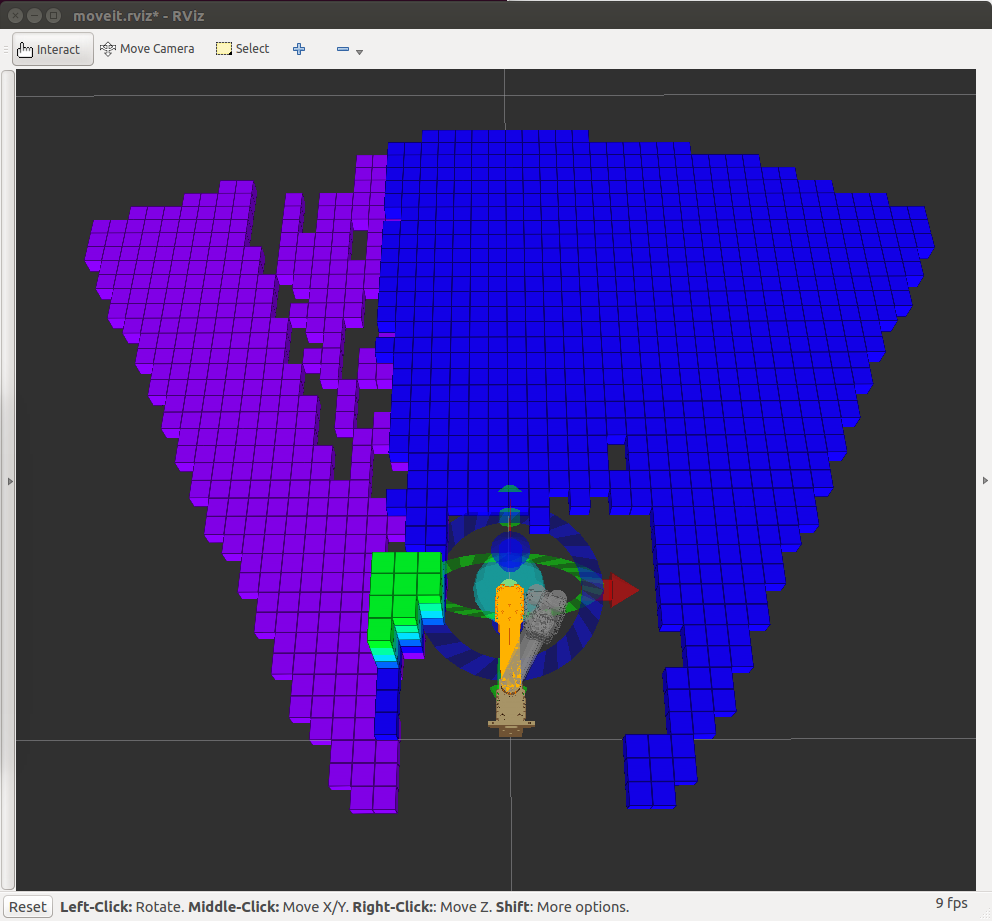 moveit.rviz* - RViz
Interact Move Camera Select
Reset Left-Click: Rotate. Middle-Click: Move X/Y. Right-Click:: Move Z. Shift: More options. 9 fps